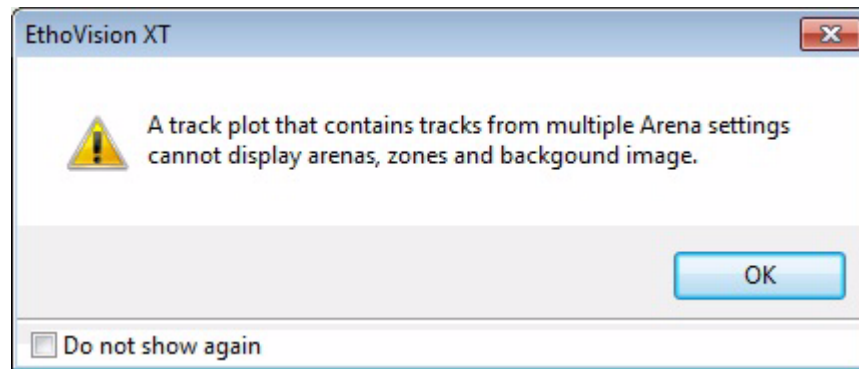 EthoVision XT
A track plot that contains tracks from multiple Arena settings
cannot display arenas, zones and backgound image.
OK
Do not show again